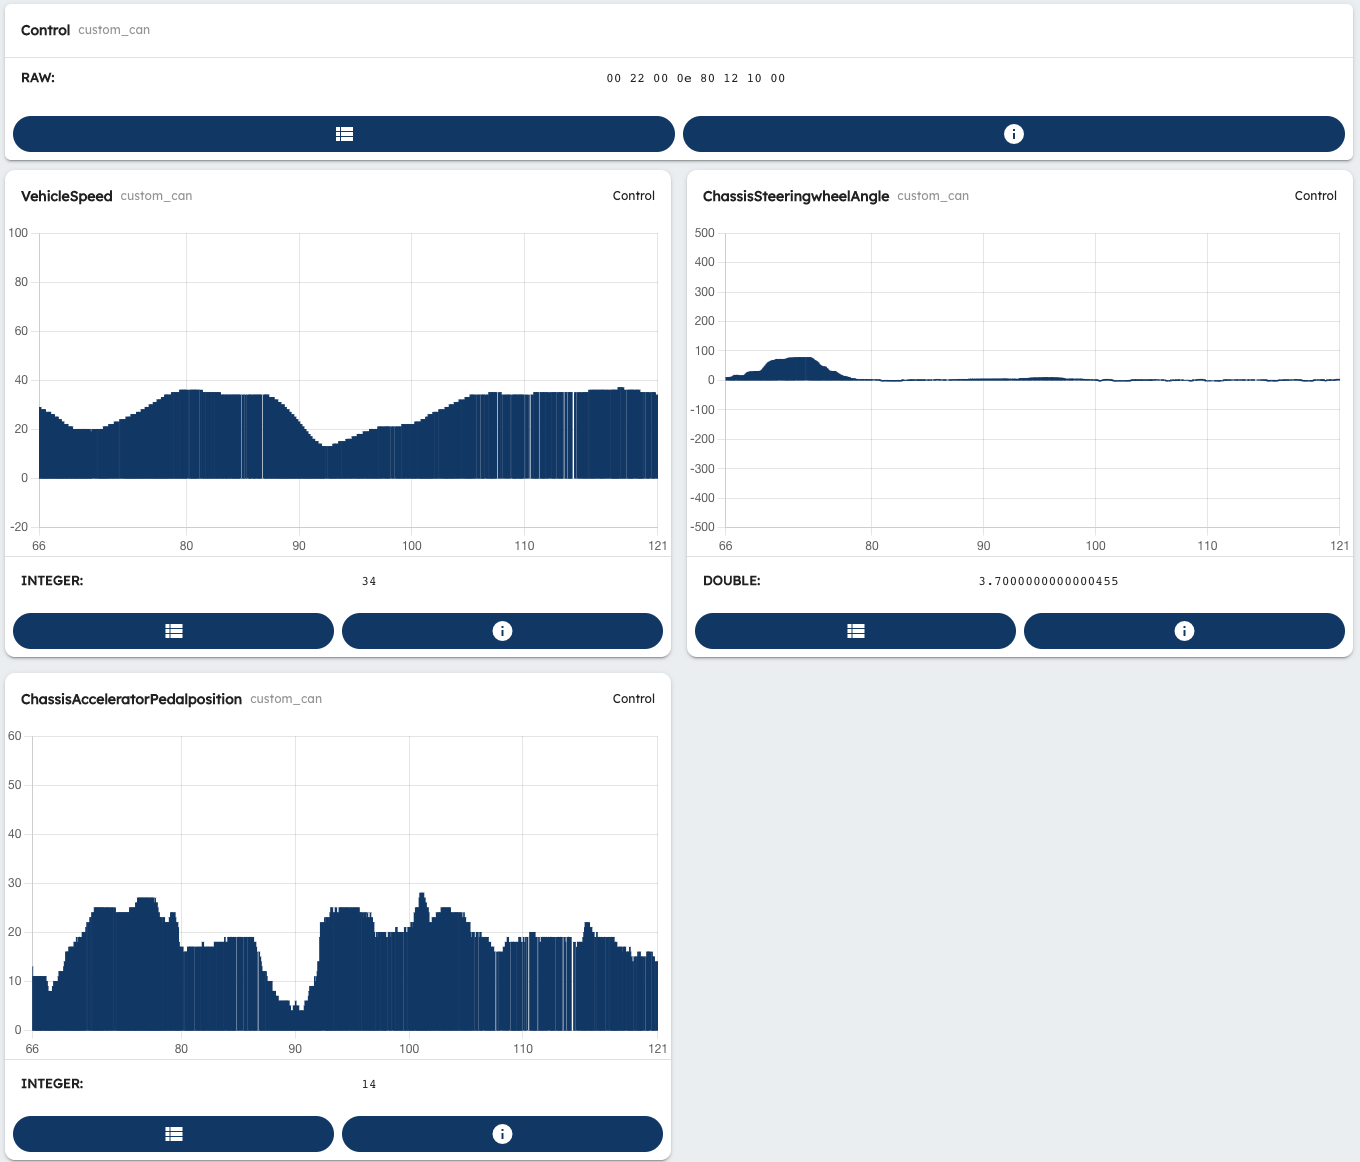 Control custom_can
RAW: 00 22 00 0e 80 12 10 00
VehicleSpeed custom_can Control
100
80
60
40
20
0
-20
66 80 90 100 110 121
INTEGER: 34
ChassisSteeringwheelAngle custom_can Control
500
400
300
200
100
0
-100
-200
-300
-400
-500
66 80 90 100 110 121
DOUBLE: 3.7000000000000455
ChassisAcceleratorPedalposition custom_can Control
60
50
40
30
20
10
0
66 80 90 100 110 121
INTEGER: 14